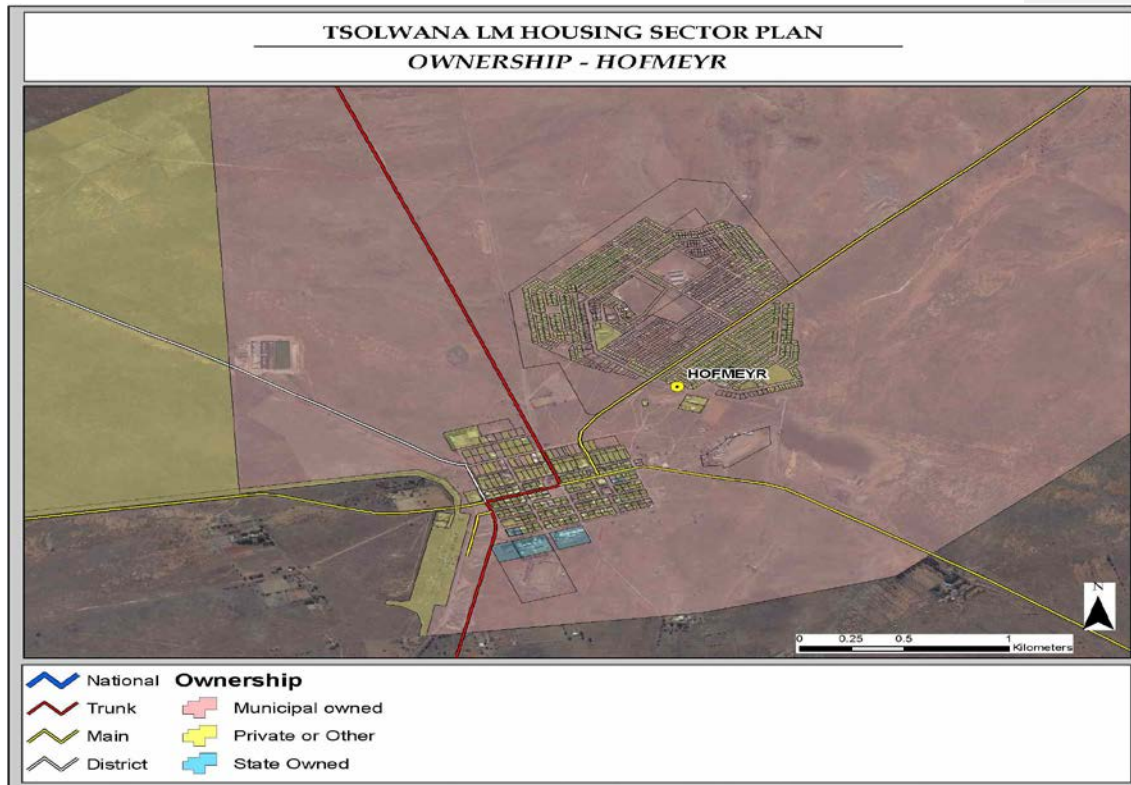 TSOLWANA LM HOUSING SECTOR PLAN
OWNERSHIP - HOFMEYR
HOFMEYR
N
0 0.25 0.5 1
Kilometers
National Ownership
Trunk Municipal owned
Main Private or Other
District State Owned